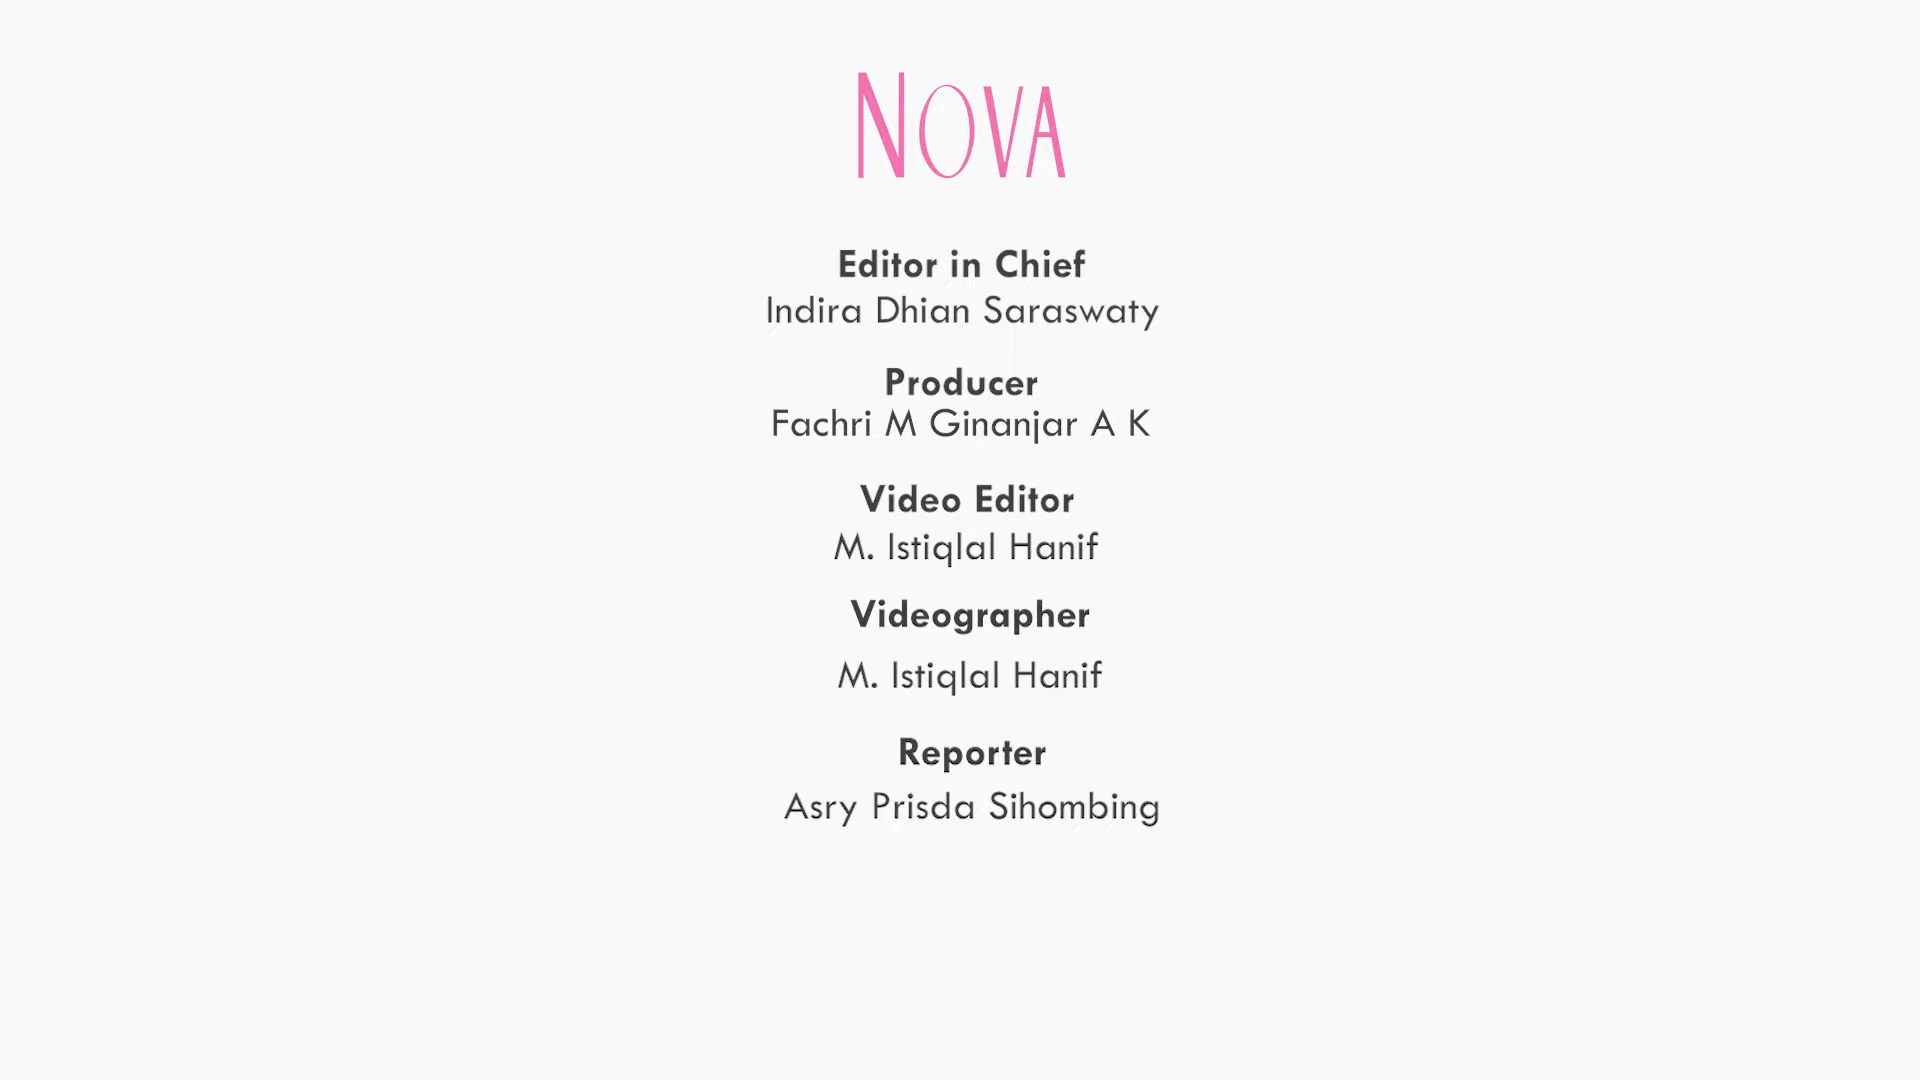 NOVA
Editor in Chief
Indira Dhian Saraswaty
Producer
Fachri M Ginanjar A K
Video Editor
M. Istiqlal Hanif
Videographer
M. Istiqlal Hanif
Reporter
Asry Prisda Sihombing